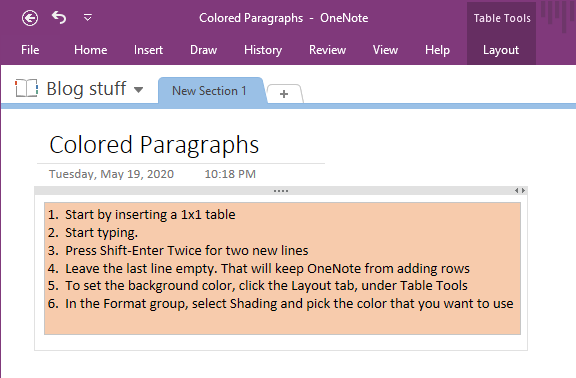 Colored Paragraphs - OneNote
Table Tools
File Home Insert Draw History Review View Help Layout
Blog stuff
New Section 1 +
Colored Paragraphs
Tuesday, May 19, 2020 10:18 PM
1. Start by inserting a 1x1 table
2. Start typing.
3. Press Shift-Enter Twice for two new lines
4. Leave the last line empty. That will keep OneNote from adding rows
5. To set the background color, click the Layout tab, under Table Tools
6. In the Format group, select Shading and pick the color that you want to use